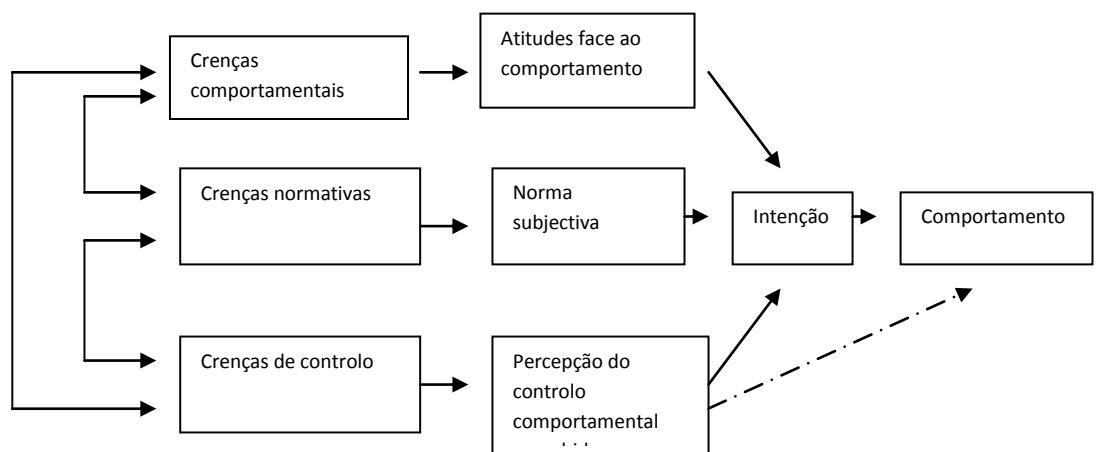 Crenças
comportamentais
Atitudes face ao
comportamento
Crenças normativas
Norma
subjectiva
Intenção
Comportamento
Crenças de controlo
Percepção do
controlo
comportamental